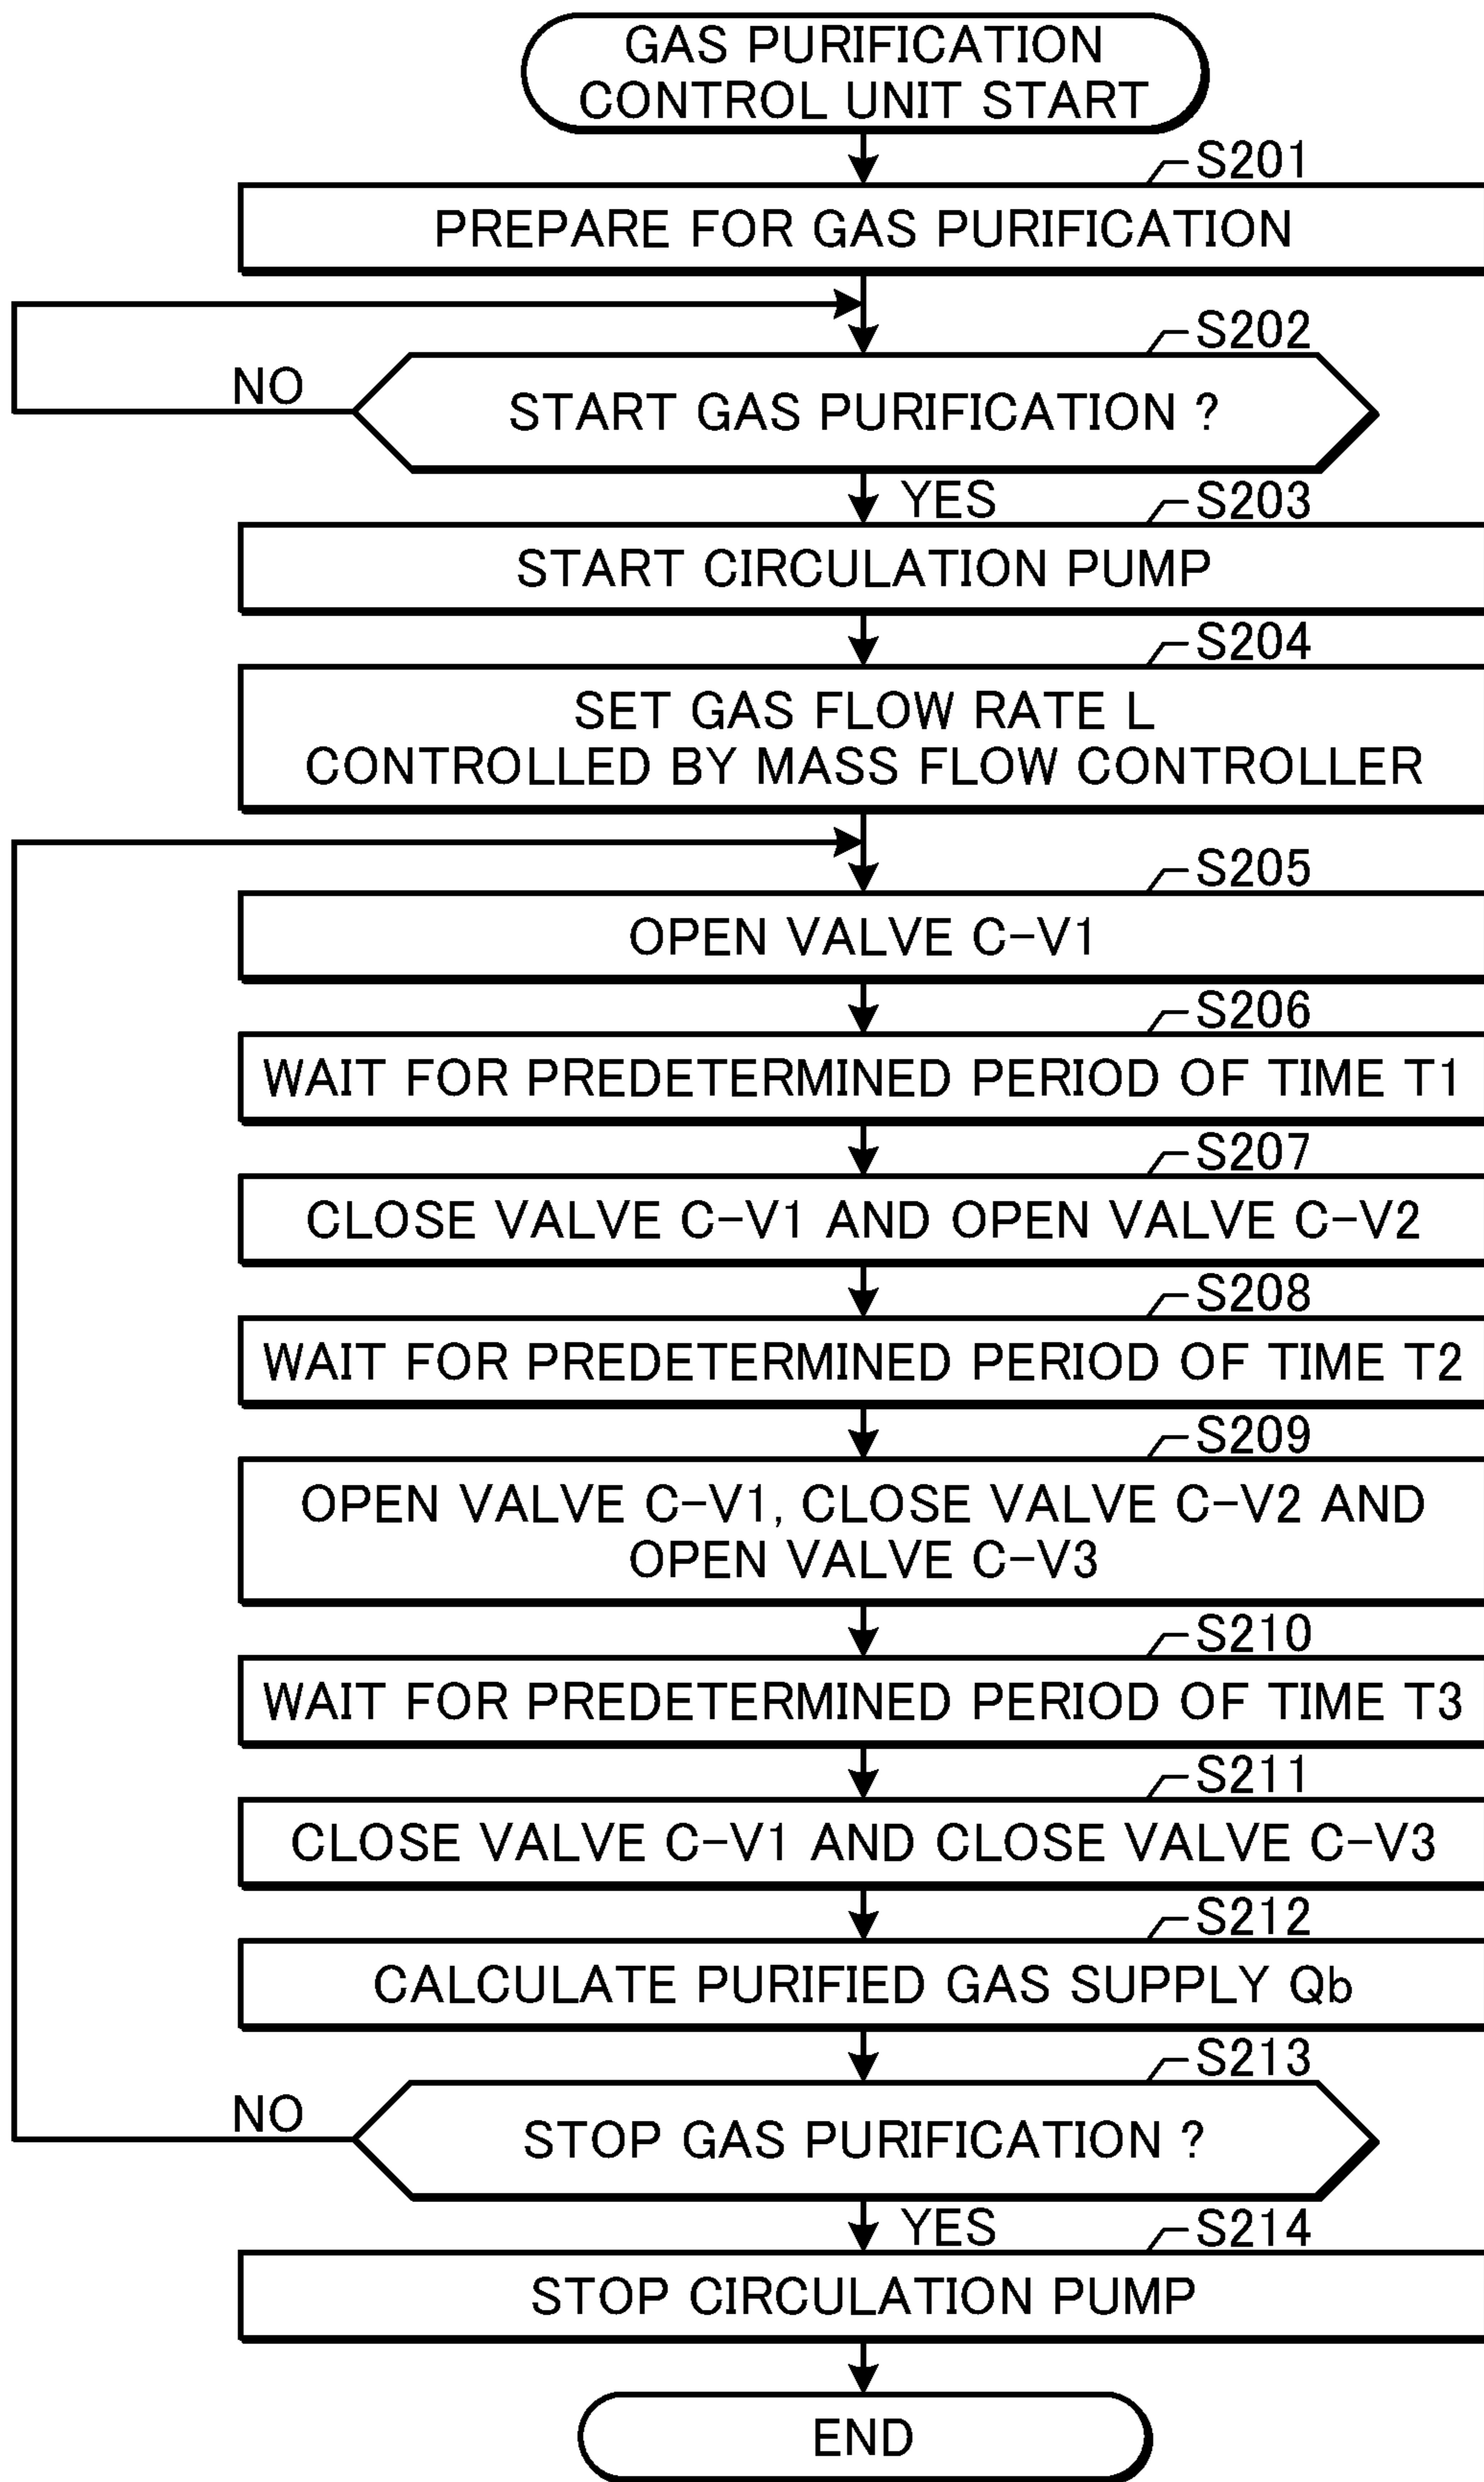 GAS PURIFICATION
CONTROL UNIT START
S201
PREPARE FOR GAS PURIFICATION
S202
NO
START GAS PURIFICATION ?
YES
S203
START CIRCULATION PUMP
S204
SET GAS FLOW RATE L
CONTROLLED BY MASS FLOW CONTROLLER
S205
OPEN VALVE C-V1
S206
WAIT FOR PREDETERMINED PERIOD OF TIME T1
S207
CLOSE VALVE C-V1 AND OPEN VALVE C-V2
S208
WAIT FOR PREDETERMINED PERIOD OF TIME T2
S209
OPEN VALVE C-V1, CLOSE VALVE C-V2 AND
OPEN VALVE C-V3
S210
WAIT FOR PREDETERMINED PERIOD OF TIME T3
S211
CLOSE VALVE C-V1 AND CLOSE VALVE C-V3
S212
CALCULATE PURIFIED GAS SUPPLY Qb
S213
NO
STOP GAS PURIFICATION ?
YES
S214
STOP CIRCULATION PUMP
END